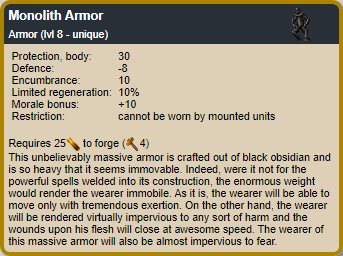 Monolith Armor
Armor (lvl 8 - unique)
Protection, body: 30
Defence: -8
Encumbrance: 10
Limited regeneration: 10%
Morale bonus: +10
Restriction: cannot be worn by mounted units
Requires 25 to forge ( 4)
This unbelievably massive armor is crafted out of black obsidian and
is so heavy that it seems immovable. Indeed, were it not for the
powerful spells welded into its construction, the enormous weight
would render the wearer immobile. As it is, the wearer will be able to
move only with tremendous exertion. On the other hand, the wearer
will be rendered virtually impervious to any sort of harm and the
wounds upon his flesh will close at awesome speed. The wearer of
this massive armor will also be almost impervious to fear.